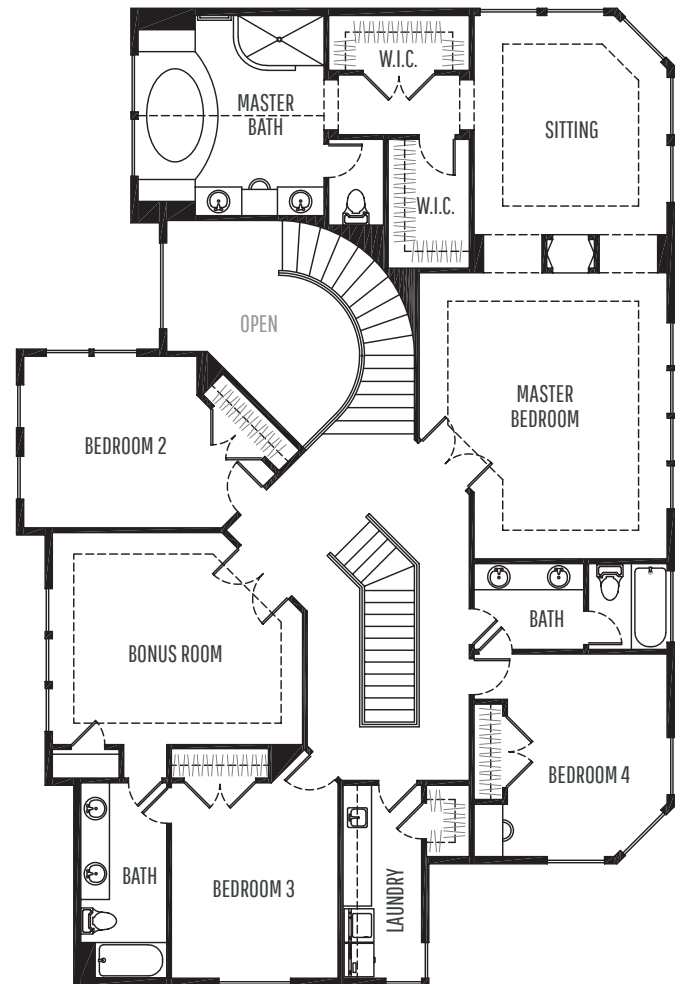 W.I.C.
MASTER
BATH
SITTING
W.I.C.
OPEN
MASTER
BEDROOM
BEDROOM 2
BATH
BONUS ROOM
BEDROOM 4
BATH
BEDROOM 3
LAUNDRY